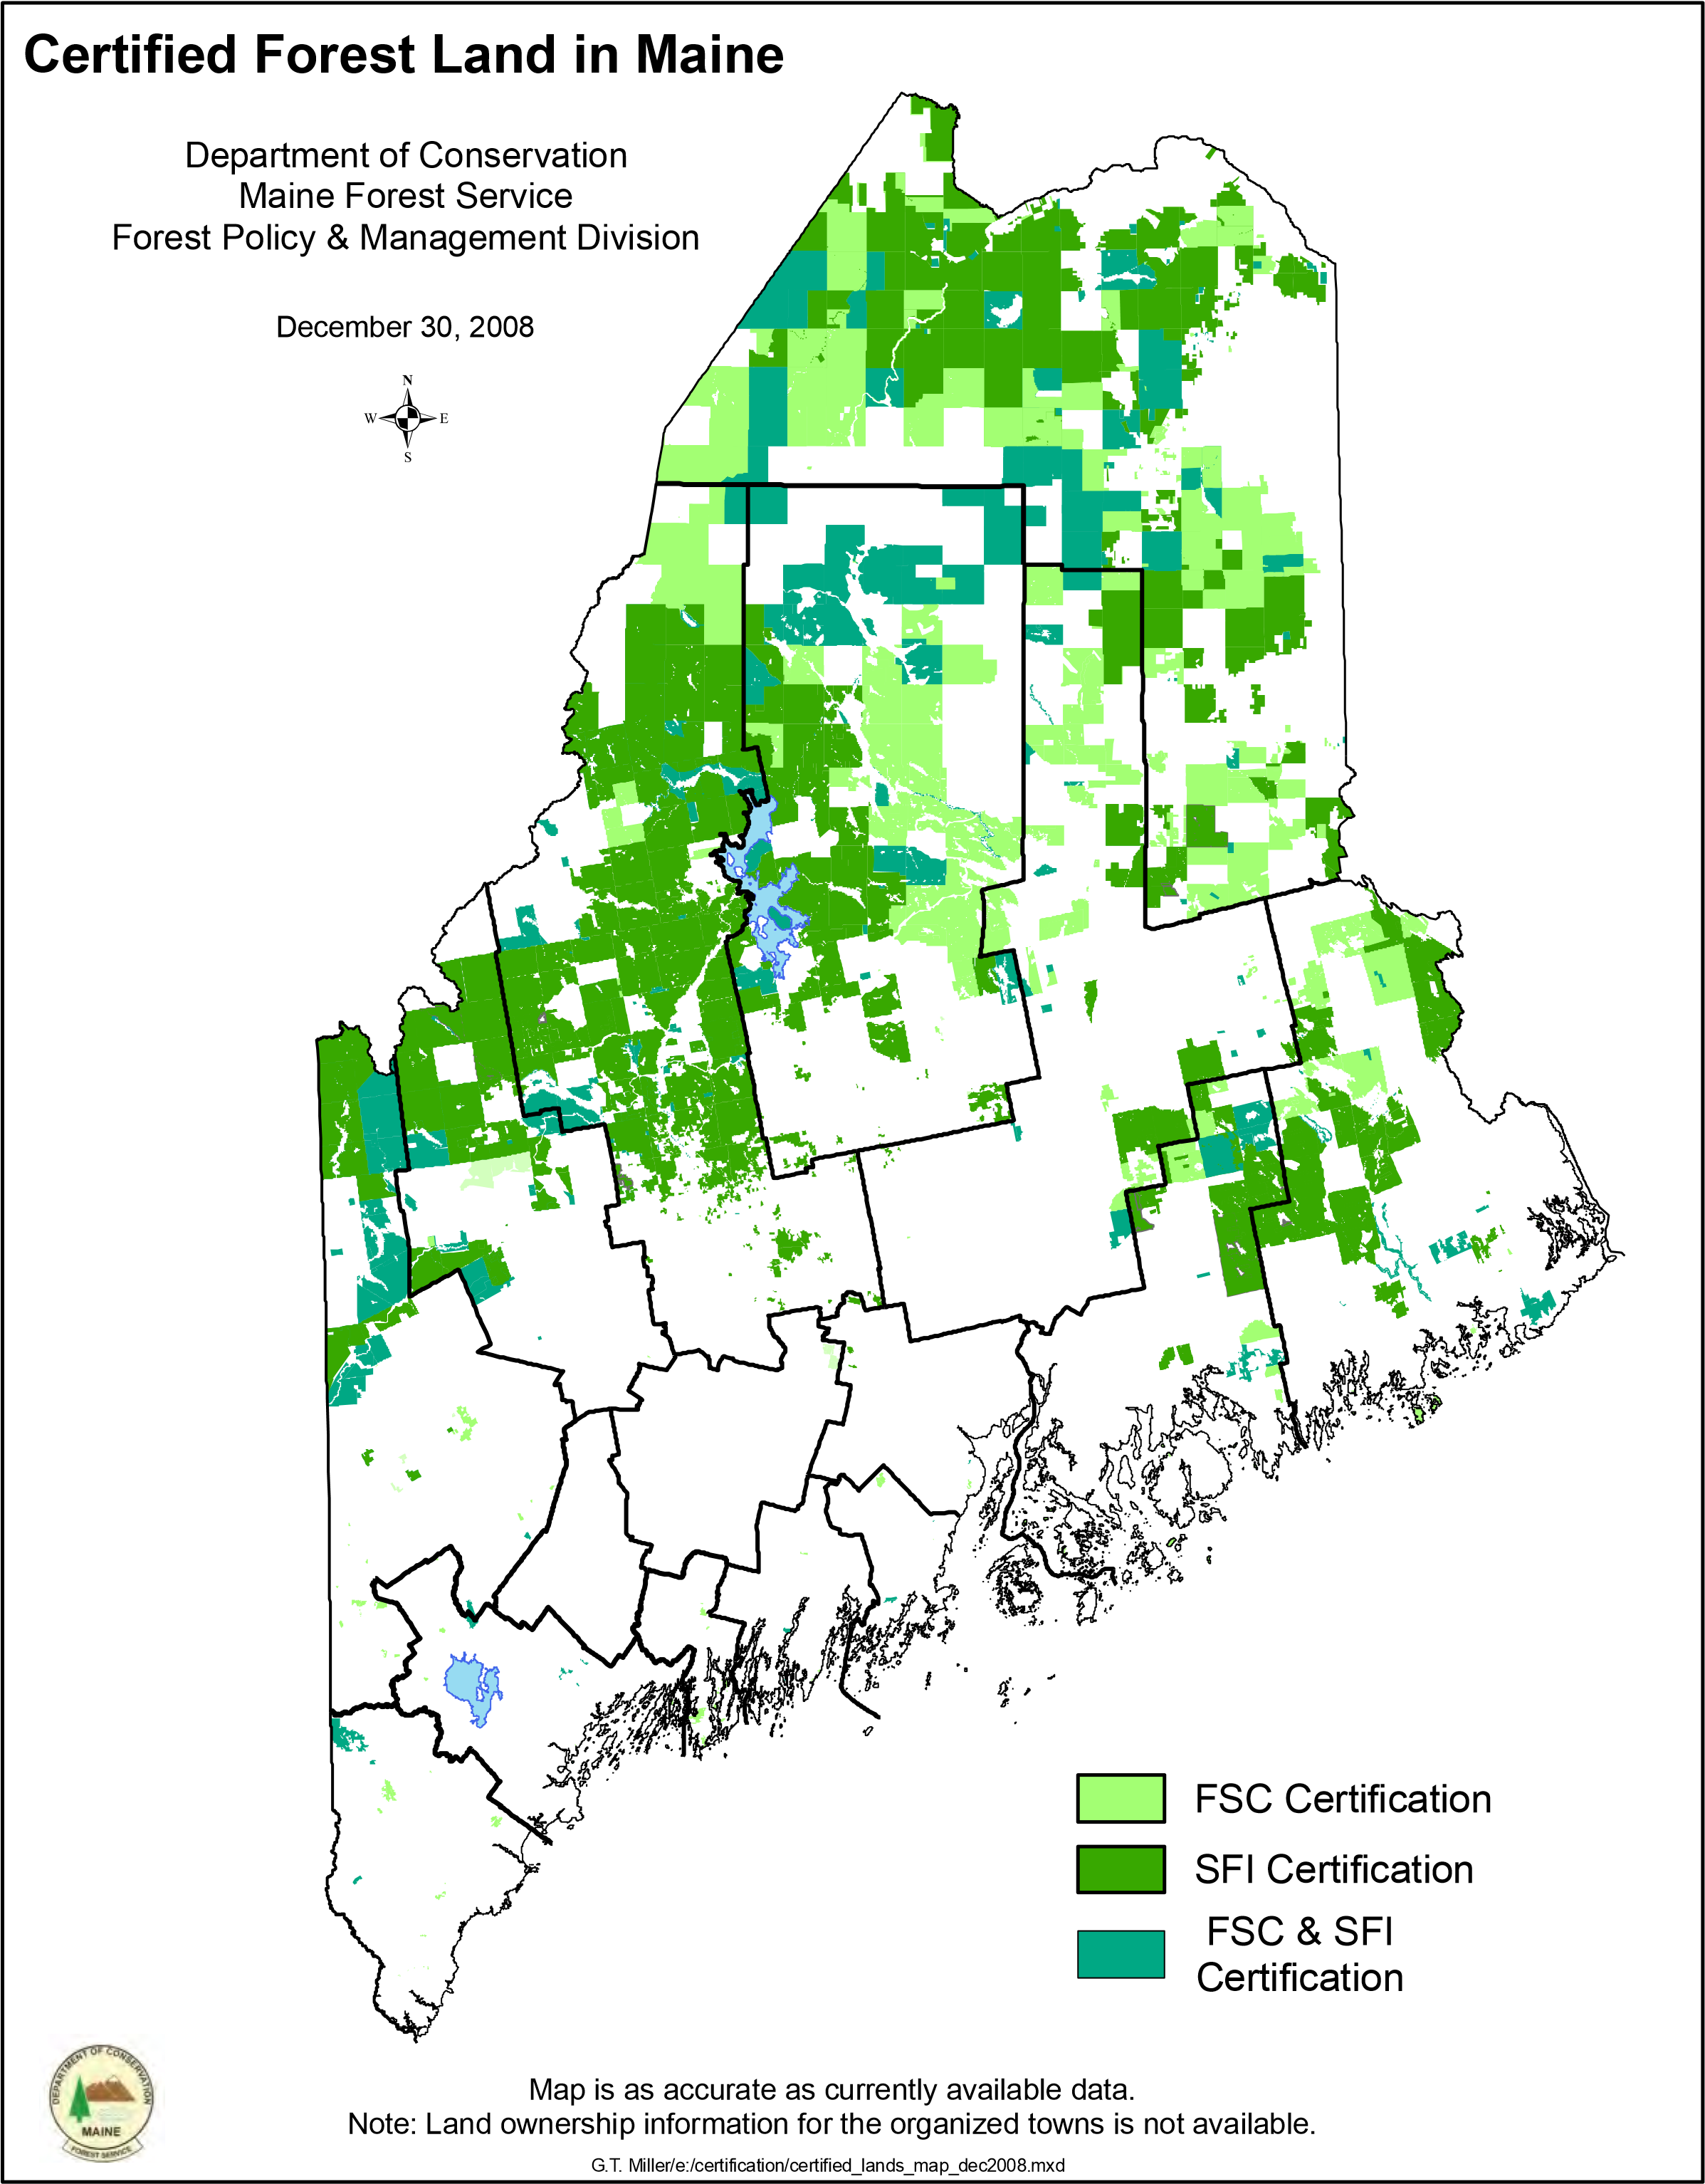 Certified Forest Land in Maine
Department of Conservation
Maine Forest Service
Forest Policy & Management Division
December 30, 2008
N
W E
S
FSC Certification
SFI Certification
FSC & SFI
Certification
DEPARTMENT OF CONSERVATION
MAINE
FOREST SERVICE
Map is as accurate as currently available data.
Note: Land ownership information for the organized towns is not available.
G.T. Miller/e:/certification/certified_lands_map_dec2008.mxd